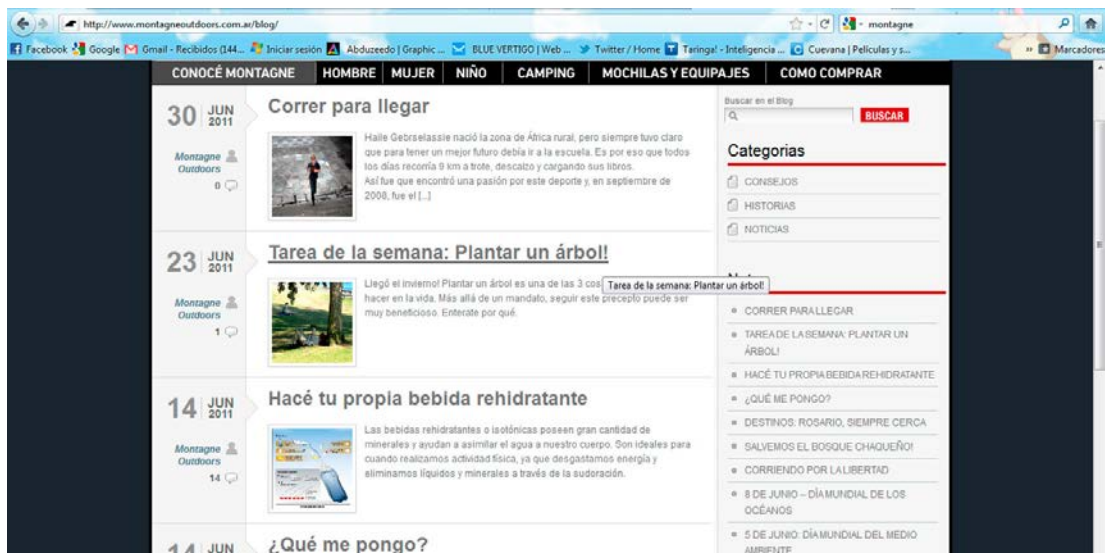 http://www.montagneoutdoors.com.ar/blog/
montagne
Facebook
Google
Gmail - Recibidos (144...
Iniciar sesión
Abduzeedo | Graphic ...
BLUE VERTIGO | Web ...
Twitter / Home
Taringa! - Inteligencia ...
Cuevana | Películas y s...
Marcadores
CONOCÉ MONTAGNE
HOMBRE
MUJER
NIÑO
CAMPING
MOCHILAS Y EQUIPAJES
COMO COMPRAR
30 JUN 2011
Montagne
Outdoors
0
Correr para llegar
Haile Gebrselassie nació la zona de África rural, pero siempre tuvo claro
que para tener un mejor futuro debía ir a la escuela. Es por eso que todos
los días recorría 9 km a trote, descalzo y cargando sus libros.
Así fue que encontró una pasión por este deporte y, en septiembre de
2008, fue el [...]
23 JUN 2011
Montagne
Outdoors
1
Tarea de la semana: Plantar un árbol!
Llegó el invierno! Plantar un árbol es una de las 3 cos
Tarea de la semana: Plantar un árbol!
hacer en la vida. Más allá de un mandato, seguir este precepto puede ser
muy beneficioso. Enterate por qué.
14 JUN 2011
Montagne
Outdoors
14
Hacé tu propia bebida rehidratante
Las bebidas rehidratantes o isotónicas poseen gran cantidad de
minerales y ayudan a asimilar el agua a nuestro cuerpo. Son ideales para
cuando realizamos actividad física, ya que desgastamos energía y
eliminamos líquidos y minerales a través de la sudoración.
14 JUN
¿Qué me pongo?
Buscar en el Blog
BUSCAR
Categorias
CONSEJOS
HISTORIAS
NOTICIAS
CORRER PARA LLEGAR
TAREA DE LA SEMANA: PLANTAR UN
ÁRBOL!
HACÉ TU PROPIA BEBIDA REHIDRATANTE
¿QUÉ ME PONGO?
DESTINOS: ROSARIO, SIEMPRE CERCA
SALVEMOS EL BOSQUE CHAQUEÑO!
CORRIENDO POR LA LIBERTAD
8 DE JUNIO – DÍA MUNDIAL DE LOS
OCÉANOS
5 DE JUNIO: DÍA MUNDIAL DEL MEDIO
AMBIENTE